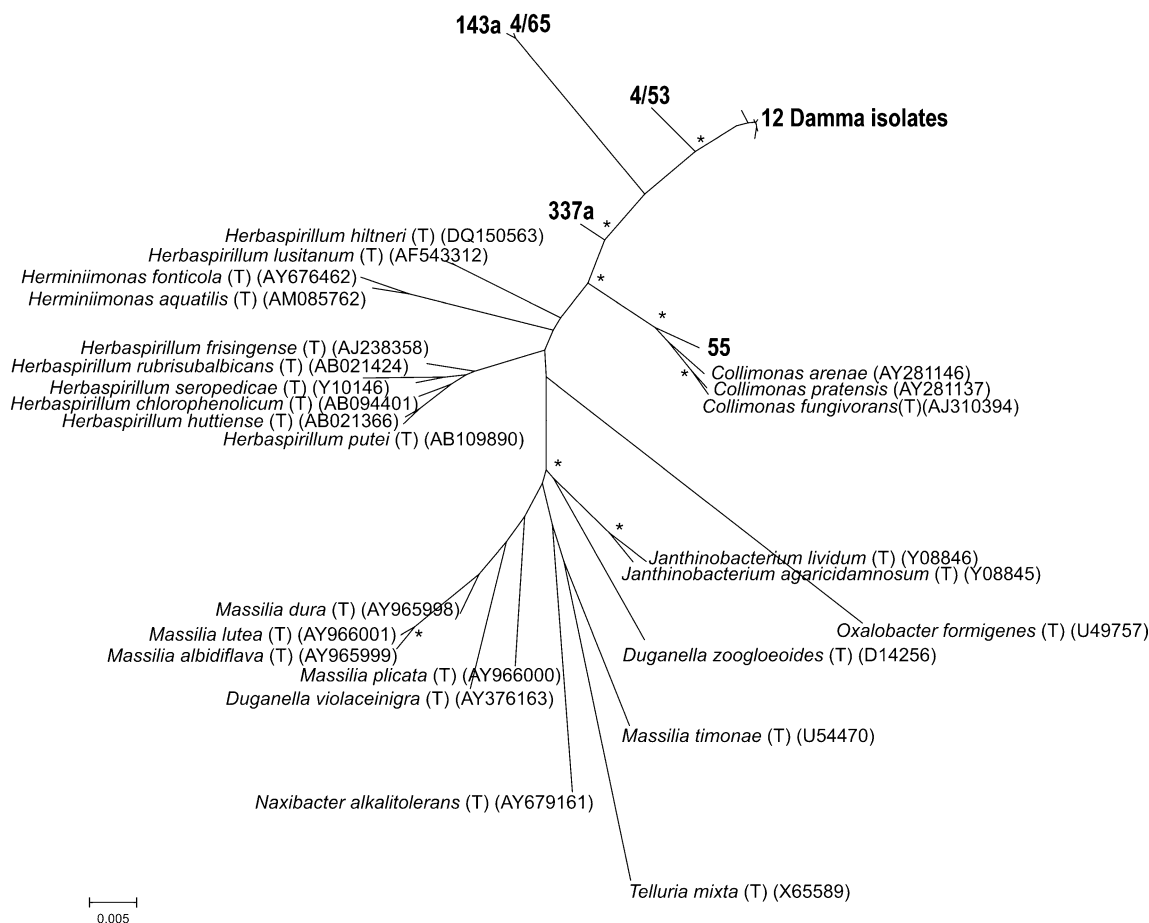 143a 4/65
4/53
*
12 Damma isolates
337a
*
Herbaspirillum hiltneri (T) (DQ150563)
Herbaspirillum lusitanum (T) (AF543312)
Herminiimonas fonticola (T) (AY676462)
*
Herminiimonas aquatilis (T) (AM085762)
*
Herbaspirillum frisingense (T) (AJ238358)
55
Herbaspirillum rubrisubalbicans (T) (AB021424)
*
Collimonas arenae (AY281146)
Herbaspirillum seropedicae (T) (Y10146)
Collimonas pratensis (AY281137)
Herbaspirillum chlorophenolicum (T) (AB094401)
Collimonas fungivorans(T)(AJ310394)
Herbaspirillum huttiense (T) (AB021366)
Herbaspirillum putei (T) (AB109890)
*
*
Janthinobacterium lividum (T) (Y08846)
Janthinobacterium agaricidamnosum (T) (Y08845)
Massilia dura (T) (AY965998)
Oxalobacter formigenes (T) (U49757)
Massilia lutea (T) (AY966001)
*
Massilia albidiflava (T) (AY965999)
Duganella zoogloeoides (T) (D14256)
Massilia plicata (T) (AY966000)
Duganella violaceinigra (T) (AY376163)
Massilia timonae (T) (U54470)
Naxibacter alkalitolerans (T) (AY679161)
Telluria mixta (T) (X65589)
0.005